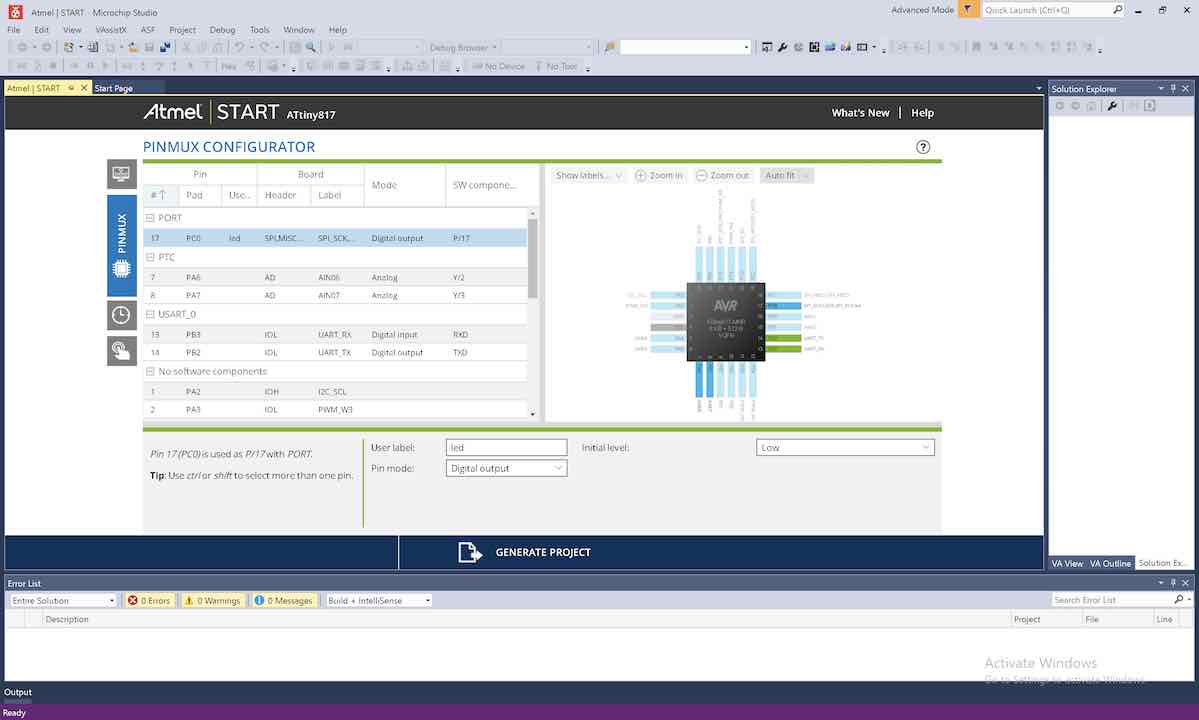 Atmel | START - Microchip Studio
Advanced Mode
Quick Launch (Ctrl+Q)
File Edit View VAssistX ASF Project Debug Tools Window Help
Debug Browser
Hex
No Device
No Tool
Atmel | START
Start Page
Solution Explorer
Atmel START ATtiny817
What's New | Help
PINMUX CONFIGURATOR
PINMUX
Pin Board Mode SW compone...
# Pad Use... Header Label
PORT
17 PC0 led SPI,MISC... SPI_SCK,... Digital output P/17
PTC
7 PA6 AD AIN06 Analog Y/2
8 PA7 AD AIN07 Analog Y/3
USART_0
13 PB3 IOL UART_RX Digital input RXD
14 PB2 IOL UART_TX Digital output TXD
No software components
1 PA2 IOH I2C_SCL
2 PA3 IOL PWM_W3
Show labels...
Zoom in
Zoom out
Auto fit
AVR
Pin 17 (PC0) is used as P/17 with PORT.
Tip: Use ctrl or shift to select more than one pin.
User label: led
Pin mode: Digital output
Initial level: Low
GENERATE PROJECT
VA View VA Outline Solution Ex...
Error List
Entire Solution
0 Errors
0 Warnings
0 Messages
Build + IntelliSense
Search Error List
Description Project File Line
Activate Windows
Go to Settings to activate Windows.
Output
Ready